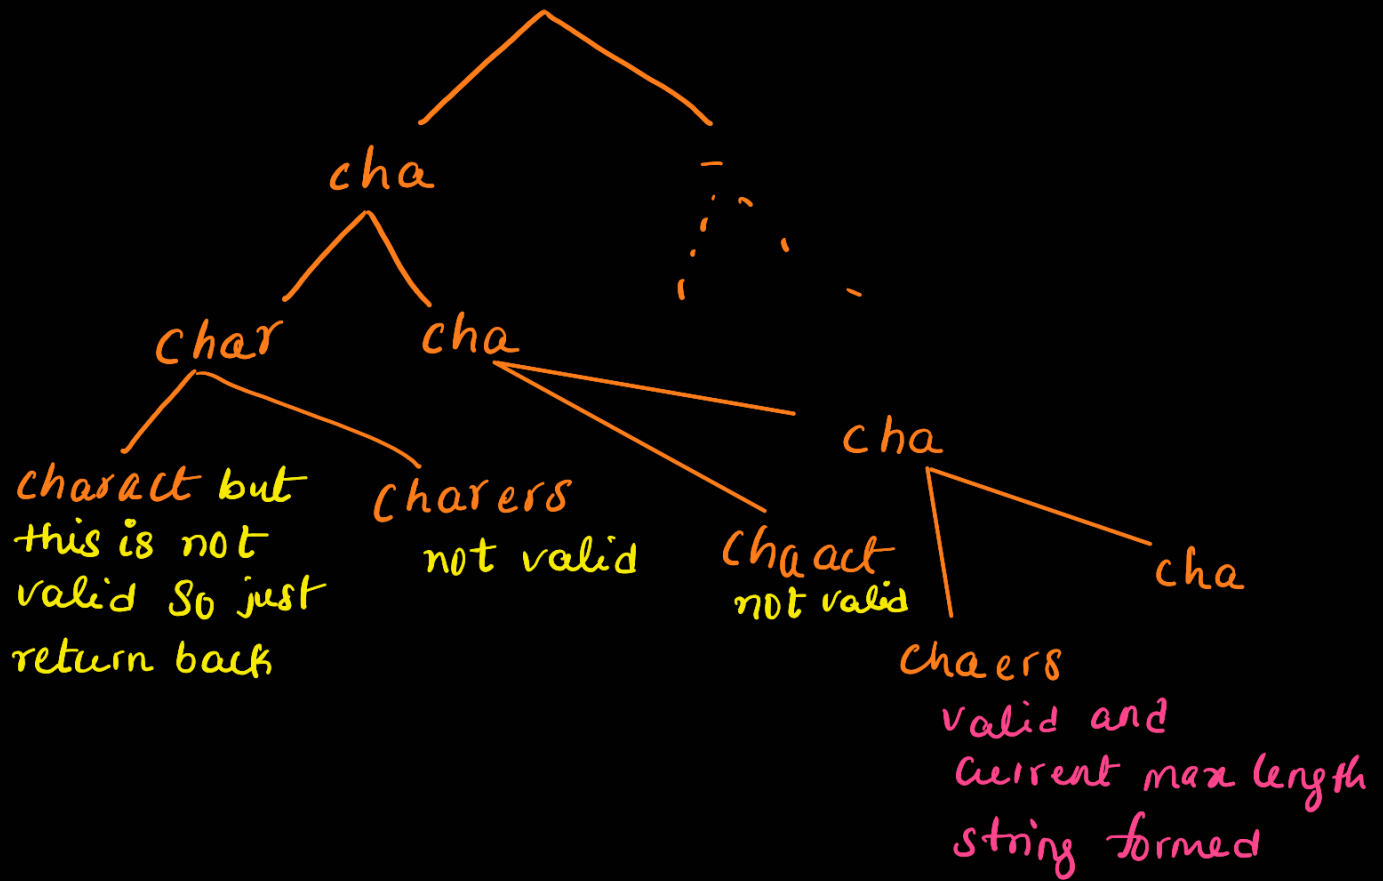 cha
char
cha
cha
charact but
this is not
valid so just
return back
charers
not valid
chaact
not valid
cha
chaers
valid and
current max length
string formed